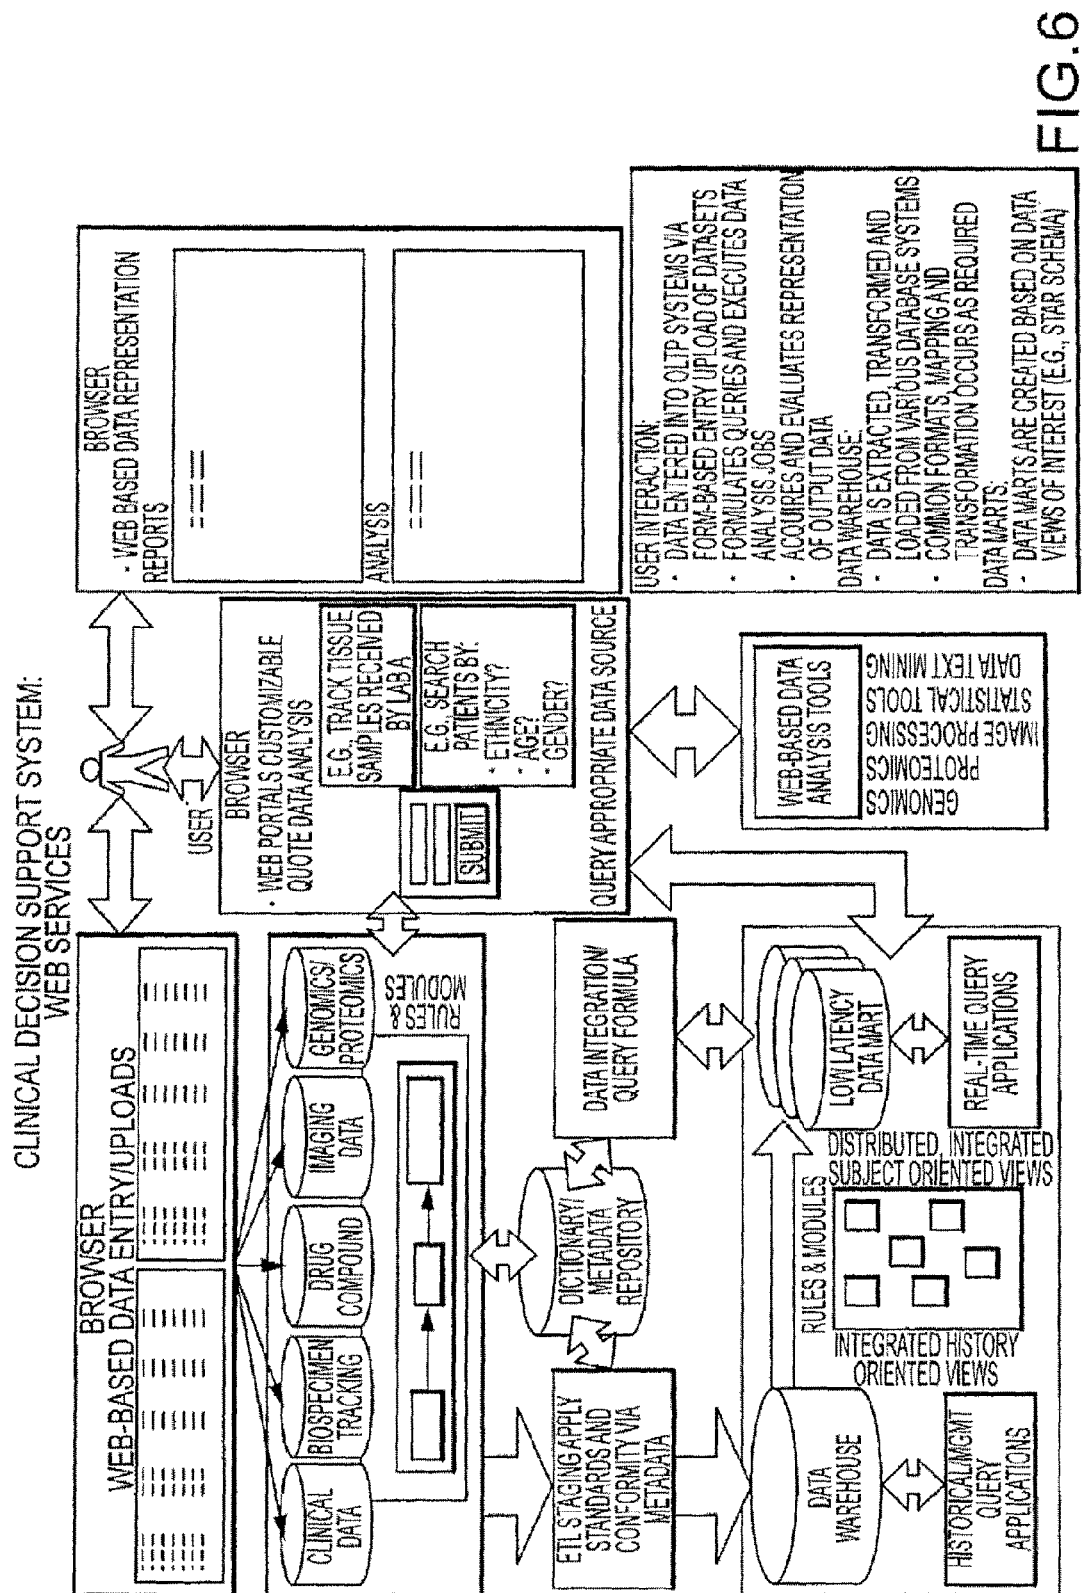 CLINICAL DECISION SUPPORT SYSTEM:
WEB SERVICES
BROWSER
WEB-BASED DATA ENTRY/UPLOADS
CLINICAL
DATA
BIOSPECIMEN
TRACKING
DRUG
COMPOUND
IMAGING
DATA
GENOMICS/
PROTEOMICS
RULES &
MODULES
USER
BROWSER
• WEB PORTALS CUSTOMIZABLE
QUOTE DATA ANALYSIS
SUBMIT
E.G., TRACK TISSUE
SAMPLES RECEIVED
BY LAB A
E.G., SEARCH
PATIENTS BY:
• ETHNICITY?
• AGE?
• GENDER?
QUERY APPROPRIATE DATA SOURCE
BROWSER
• WEB BASED DATA REPRESENTATION
REPORTS
ANALYSIS
ETL STAGING APPLY
STANDARDS AND
CONFORMITY VIA
METADATA
DICTIONARY/
METADATA
REPOSITORY
DATA INTEGRATION/
QUERY FORMULA
DATA
WAREHOUSE
HISTORICAL/MGMT
QUERY
APPLICATIONS
RULES & MODULES
INTEGRATED HISTORY
ORIENTED VIEWS
LOW LATENCY
DATA MART
DISTRIBUTED, INTEGRATED
SUBJECT ORIENTED VIEWS
REAL-TIME QUERY
APPLICATIONS
WEB-BASED DATA
ANALYSIS TOOLS
GENOMICS
PROTEOMICS
IMAGE PROCESSING
STATISTICAL TOOLS
DATA TEXT MINING
USER INTERACTION:
• DATA ENTERED INTO OLTP SYSTEMS VIA
FORM-BASED ENTRY UPLOAD OF DATASETS
• FORMULATES QUERIES AND EXECUTES DATA
ANALYSIS JOBS
• ACQUIRES AND EVALUATES REPRESENTATION
OF OUTPUT DATA
DATA WAREHOUSE:
• DATA IS EXTRACTED, TRANSFORMED AND
LOADED FROM VARIOUS DATABASE SYSTEMS
• COMMON FORMATS, MAPPING AND
TRANSFORMATION OCCURS AS REQUIRED
DATA MARTS:
• DATA MARTS ARE CREATED BASED ON DATA
VIEWS OF INTEREST (E.G., STAR SCHEMA)
FIG.6